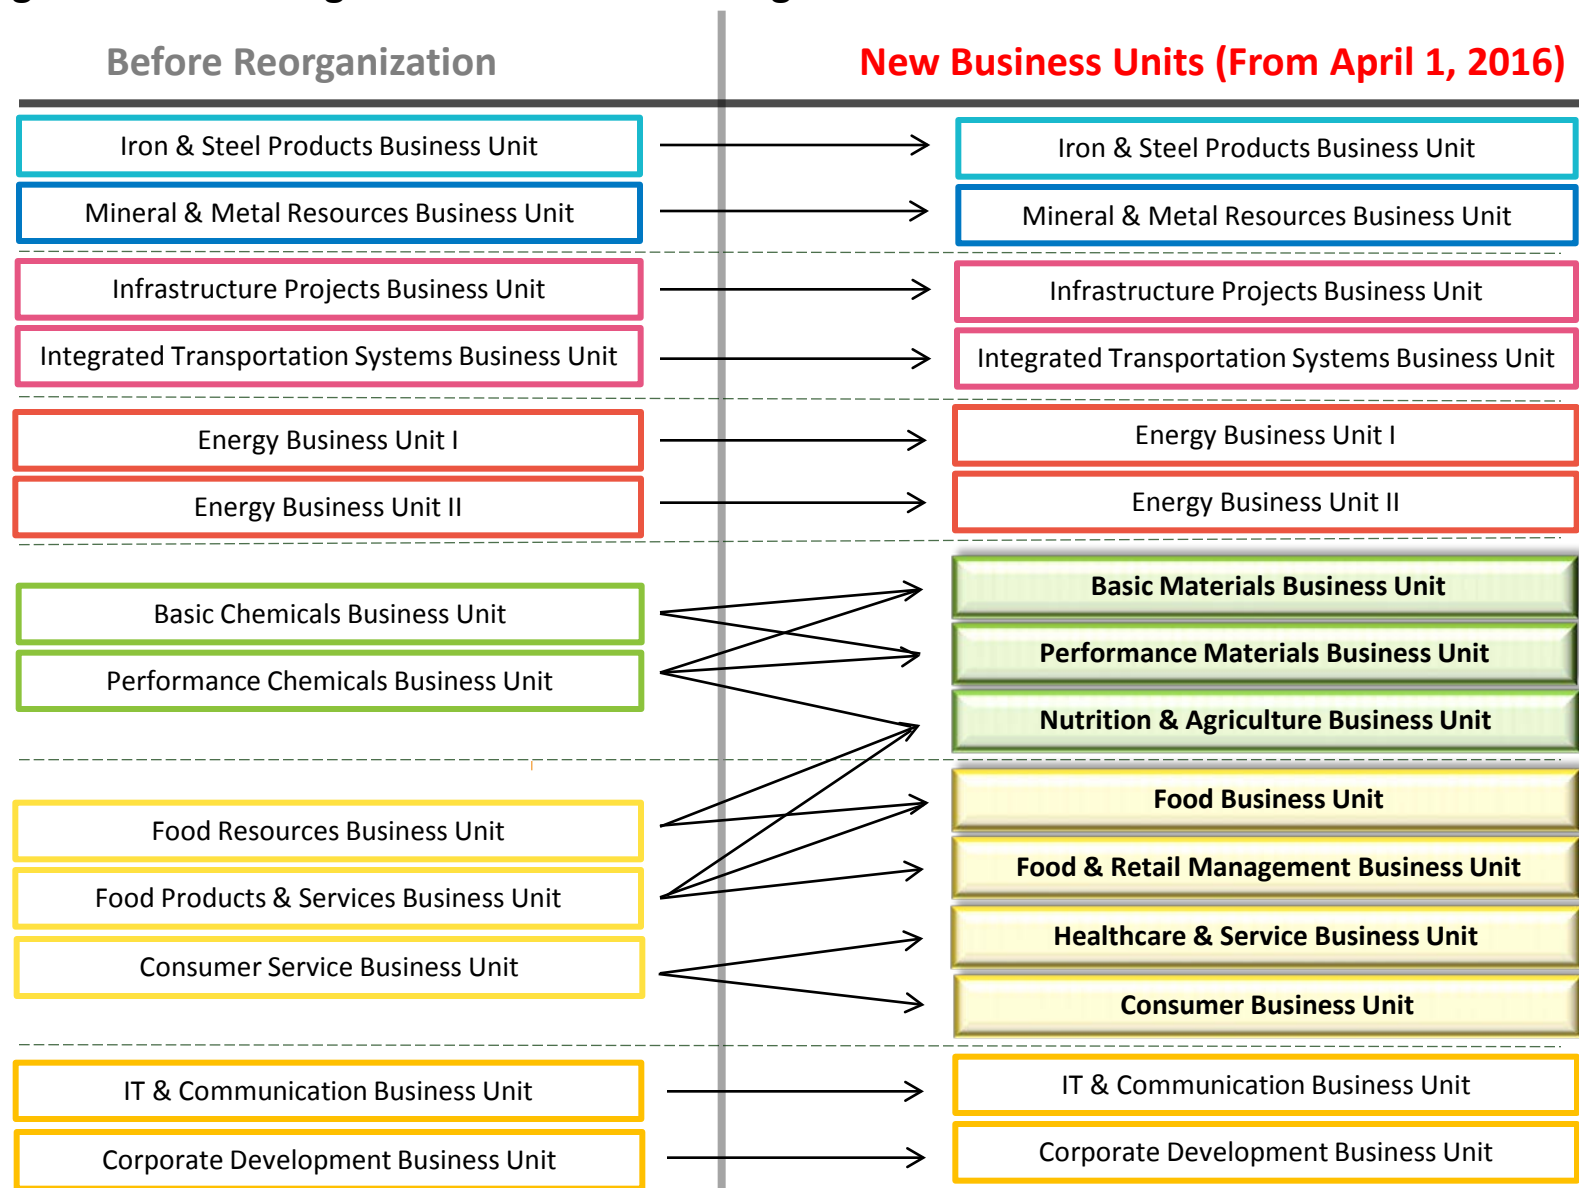 Before Reorganization
New Business Units (From April 1, 2016)
Iron & Steel Products Business Unit
Iron & Steel Products Business Unit
Mineral & Metal Resources Business Unit
Mineral & Metal Resources Business Unit
Infrastructure Projects Business Unit
Infrastructure Projects Business Unit
Integrated Transportation Systems Business Unit
Integrated Transportation Systems Business Unit
Energy Business Unit I
Energy Business Unit I
Energy Business Unit II
Energy Business Unit II
Basic Chemicals Business Unit
Performance Chemicals Business Unit
Basic Materials Business Unit
Performance Materials Business Unit
Nutrition & Agriculture Business Unit
Food Resources Business Unit
Food Products & Services Business Unit
Consumer Service Business Unit
Food Business Unit
Food & Retail Management Business Unit
Healthcare & Service Business Unit
Consumer Business Unit
IT & Communication Business Unit
IT & Communication Business Unit
Corporate Development Business Unit
Corporate Development Business Unit